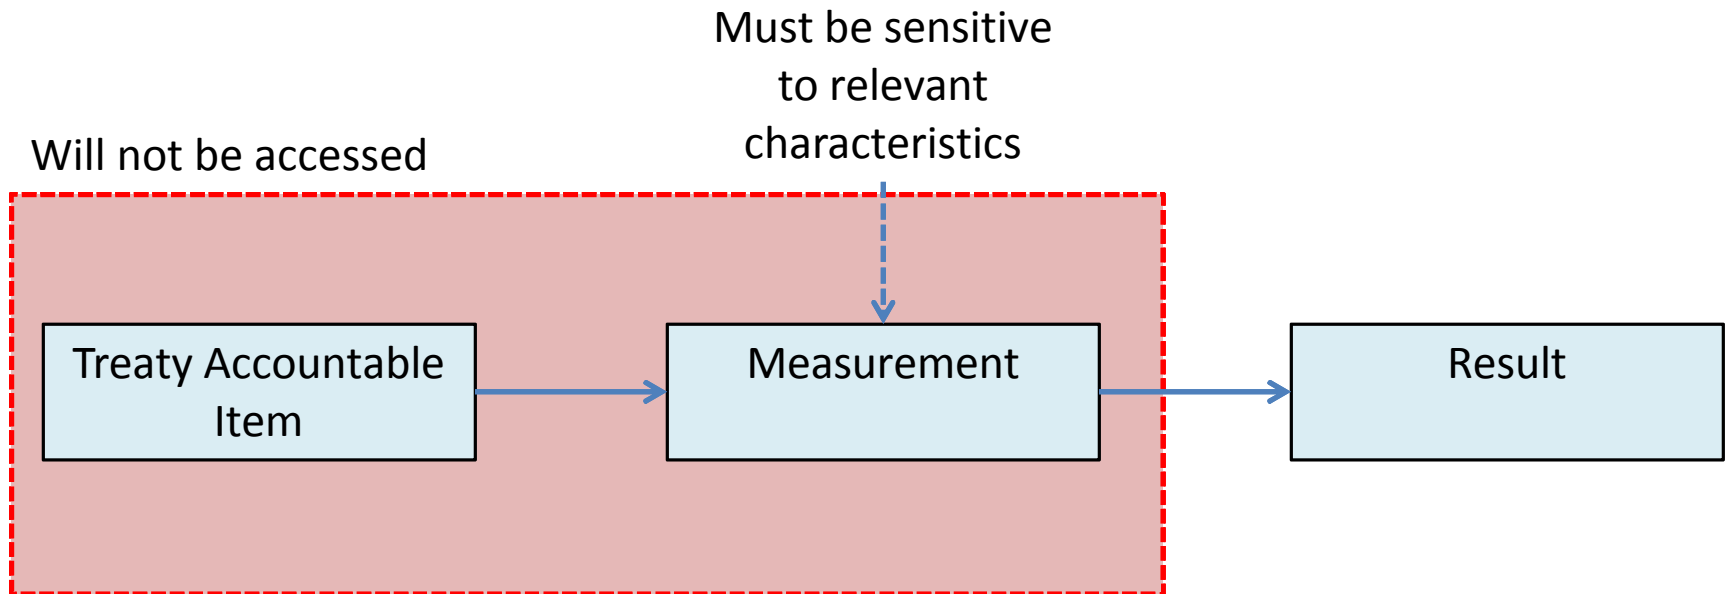 Must be sensitive
to relevant
characteristics
Will not be accessed
Treaty Accountable
Item
Measurement
Result